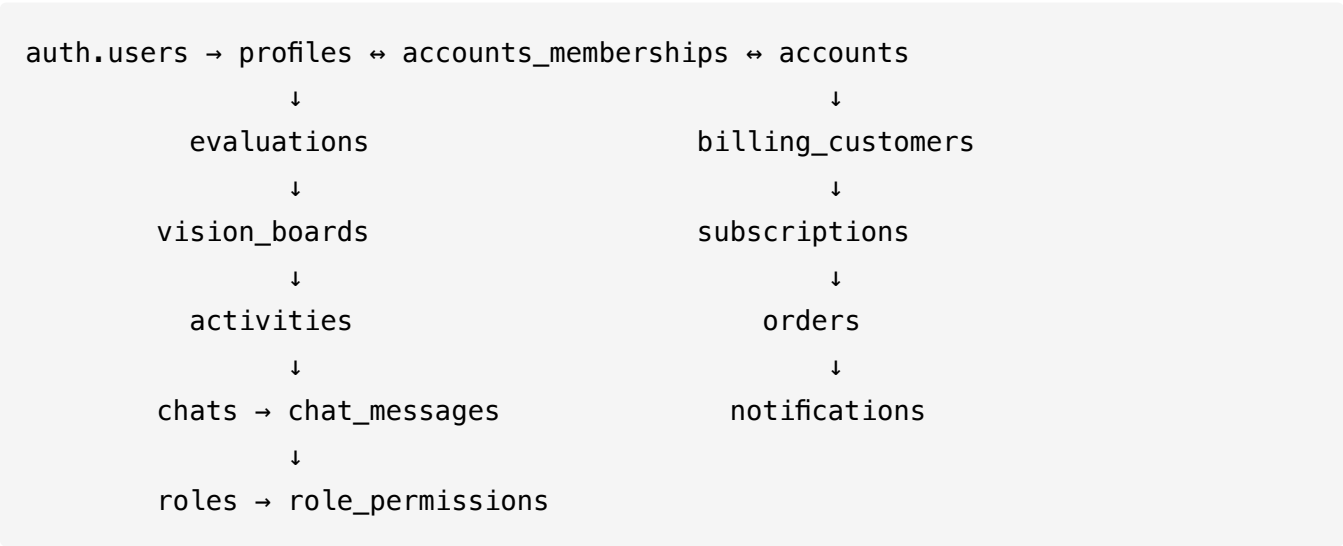 auth.users → profiles ↔ accounts_memberships ↔ accounts
↓ ↓
evaluations billing_customers
↓ ↓
vision_boards subscriptions
↓ ↓
activities orders
↓ ↓
chats → chat_messages notifications
↓
roles → role_permissions